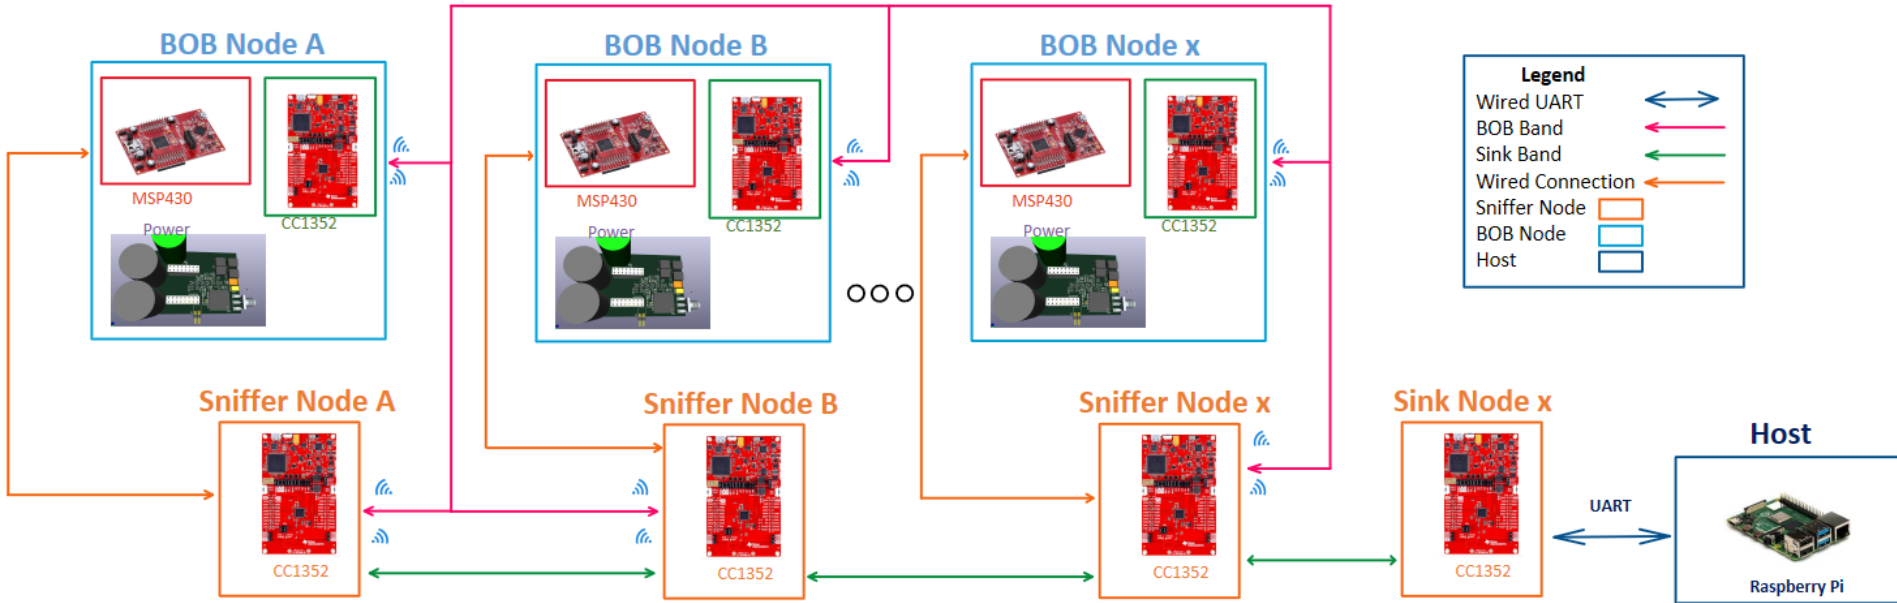 BOB Node A
BOB Node B
BOB Node x
MSP430
CC1352
Power
MSP430
CC1352
Power
MSP430
CC1352
Power
Legend
Wired UART
BOB Band
Sink Band
Wired Connection
Sniffer Node
BOB Node
Host
Sniffer Node A
CC1352
Sniffer Node B
CC1352
Sniffer Node x
CC1352
Sink Node x
CC1352
UART
Host
Raspberry Pi